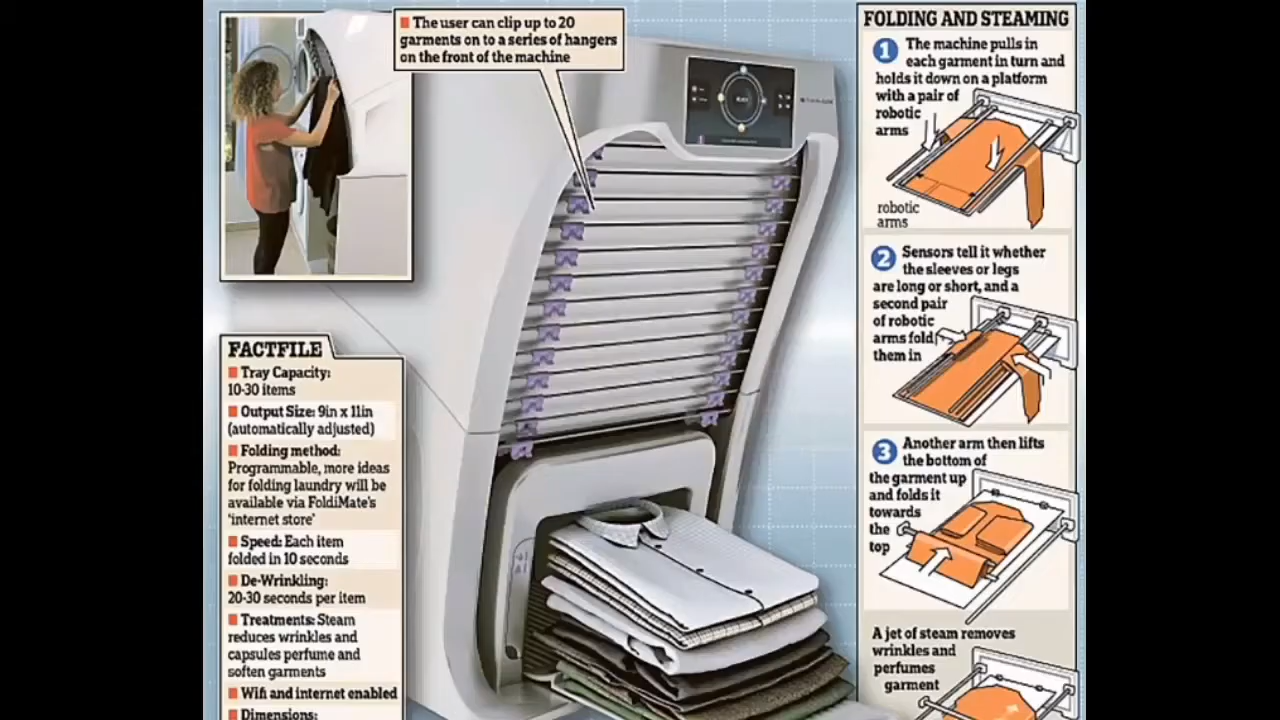 The user can clip up to 20
garments on to a series of hangers
on the front of the machine
FACTFILE
Tray Capacity:
10-30 items
Output Size: 9in x 11in
(automatically adjusted)
Folding method:
Programmable, more ideas
for folding laundry will be
available via FoldiMate's
'internet store'
Speed: Each item
folded in 10 seconds
De-Wrinkling:
20-30 seconds per item
Treatments: Steam
reduces wrinkles and
capsules perfume and
soften garments
Wifi and internet enabled
Dimensions:
FOLDING AND STEAMING
1 The machine pulls in
each garment in turn and
holds it down on a platform
with a pair of
robotic
arms
robotic
arms
2 Sensors tell it whether
the sleeves or legs
are long or short, and a
second pair
of robotic
arms fold
them in
3 Another arm then lifts
the bottom of
the garment up
and folds it
towards
the
top
A jet of steam removes
wrinkles and
perfumes
garment